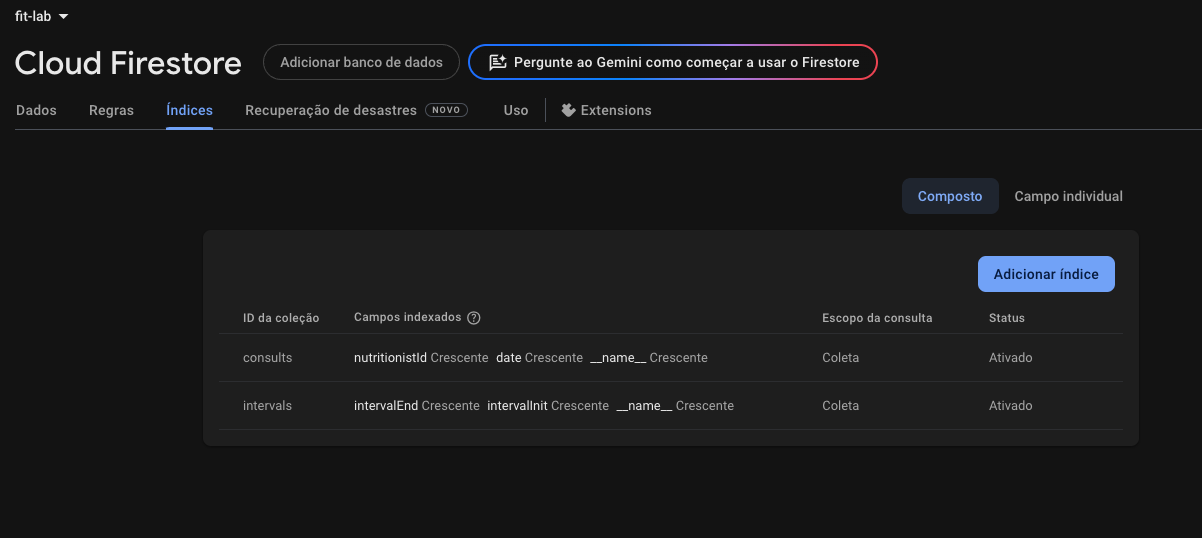 fit-lab
Cloud Firestore
Adicionar banco de dados
Pergunte ao Gemini como começar a usar o Firestore
Dados Regras Índices Recuperação de desastres NOVO Uso Extensions
Composto Campo individual
Adicionar índice
ID da coleção Campos indexados ? Escopo da consulta Status
consults nutritionistId Crescente date Crescente __name__ Crescente Coleta Ativado
intervals intervalEnd Crescente intervalInit Crescente __name__ Crescente Coleta Ativado